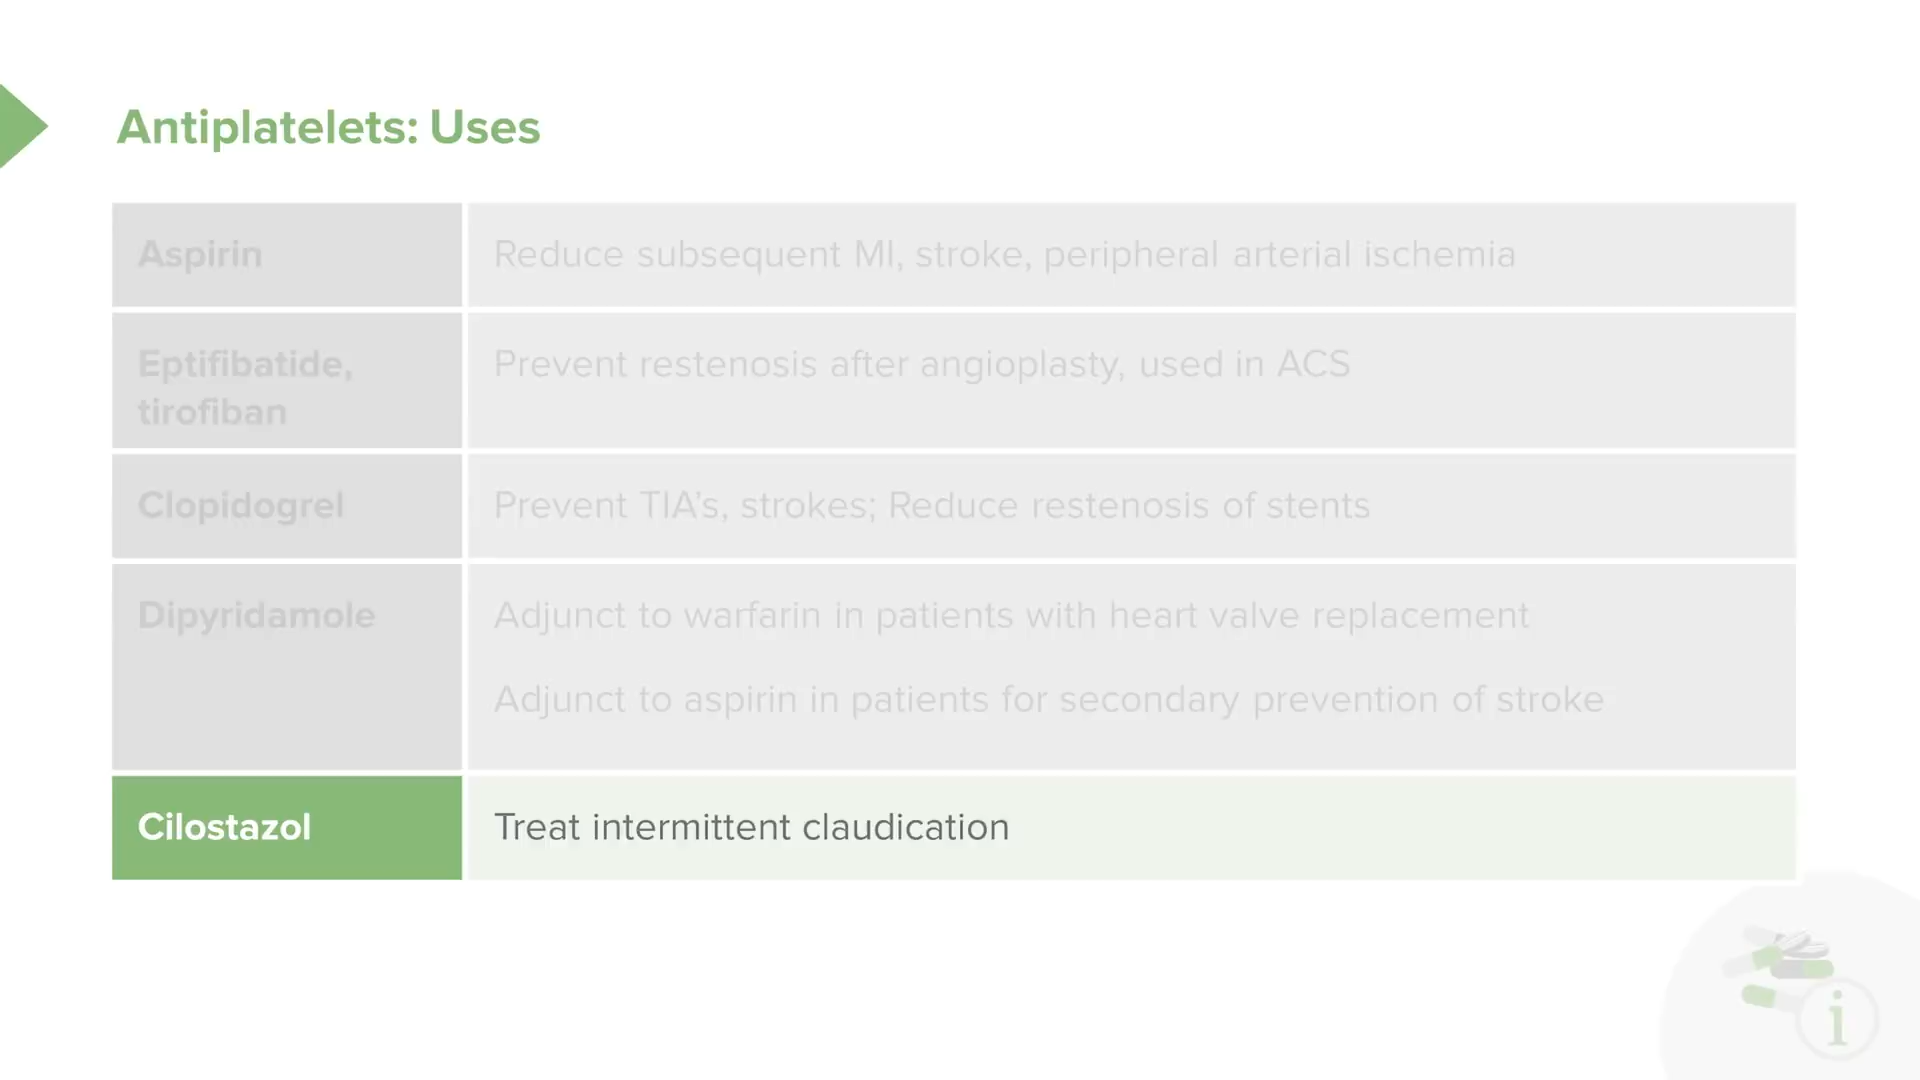 Antiplatelets: Uses
Aspirin
Reduce subsequent MI, stroke, peripheral arterial ischemia
Eptifibatide,
tirofiban
Prevent restenosis after angioplasty, used in ACS
Clopidogrel
Prevent TIA's, strokes; Reduce restenosis of stents
Dipyridamole
Adjunct to warfarin in patients with heart valve replacement
Adjunct to aspirin in patients for secondary prevention of stroke
Cilostazol
Treat intermittent claudication
i